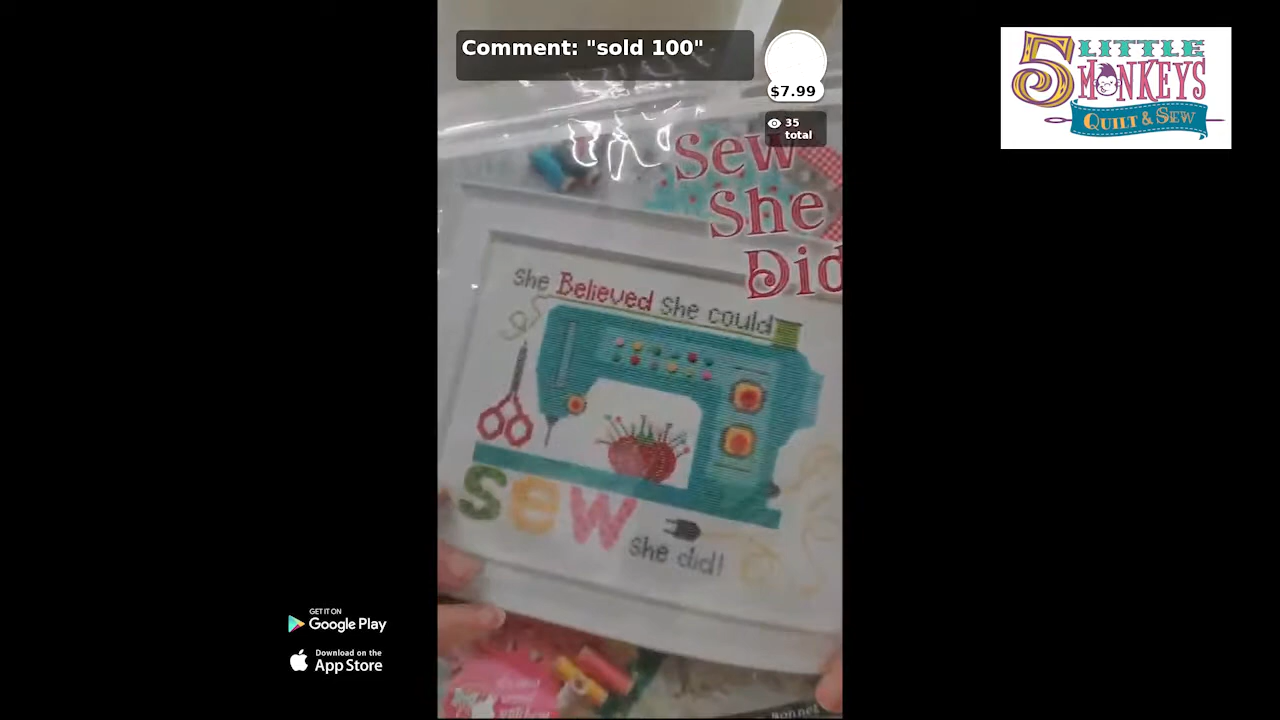 Comment: "sold 100"
$7.99
35
total
5 LITTLE
MONKEYS
QUILT & SEW
Sew
She
Did
She Believed She could
sew
she did!
GET IT ON
Google Play
Download on the
App Store